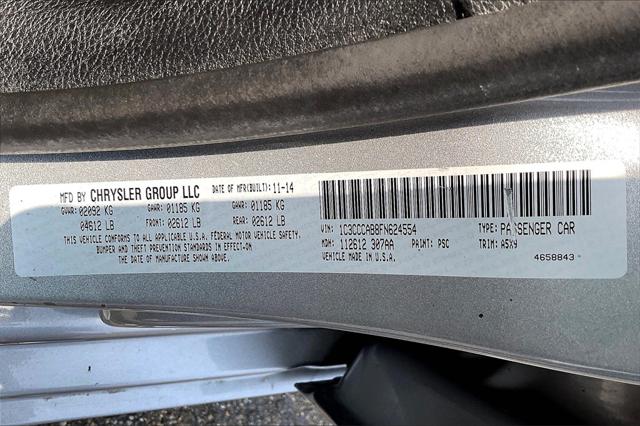 MFD BY CHRYSLER GROUP LLC DATE OF MFR(BUILT): 11-14
GVWR: 02092 KG GAWR: 01185 KG GAWR: 01185 KG
04612 LB FRONT: 02612 LB REAR: 02612 LB
THIS VEHICLE CONFORMS TO ALL APPLICABLE U.S.A. FEDERAL MOTOR VEHICLE SAFETY,
BUMPER AND THEFT PREVENTION STANDARDS IN EFFECT ON
THE DATE OF MANUFACTURE SHOWN ABOVE.
VIN: 1C3CCCAB8FN624554 TYPE: PASSENGER CAR
MDH: 112612 307AA PAINT: PSC TRIM: A5X9
VEHICLE MADE IN U.S.A. 4658843